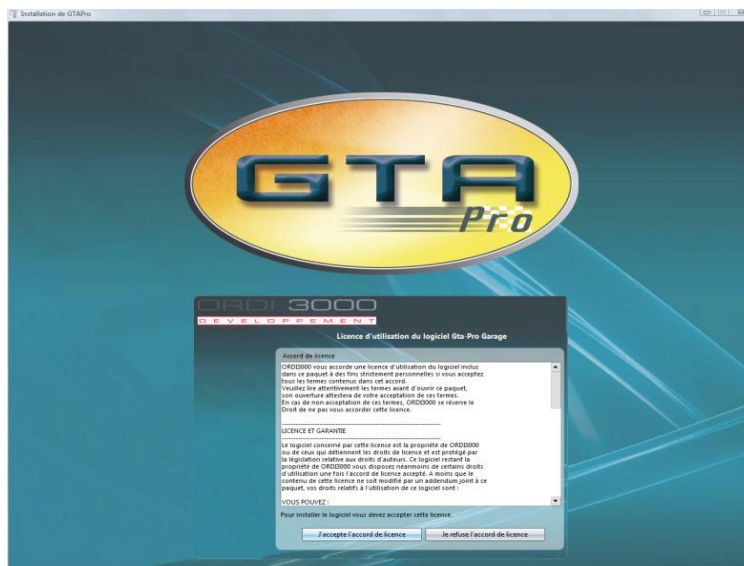 Installation de GTAPro
GTA
Pro
ORDI 3000
DEVELOPPEMENT
Licence d'utilisation du logiciel Gta-Pro Garage
Accord de licence
ORDI3000 vous accorde une licence d'utilisation du logiciel inclus
dans ce paquet à des fins strictement personnelles si vous acceptez
tous les termes contenus dans cet accord.
Veuillez lire attentivement les termes avant d'ouvrir ce paquet,
son ouverture attestera de votre acceptation de ces termes.
En cas de non acceptation de ces termes, ORDI3000 se réserve le
Droit de ne pas vous accorder cette licence.
LICENCE ET GARANTIE
Le logiciel concerné par cette licence est la propriété de ORDI3000
ou de ceux qui détiennent les droits de licence et est protégé par
la législation relative aux droits d'auteurs. Ce logiciel restant la
propriété de ORDI3000 vous disposez néanmoins de certains droits
d'utilisation une fois l'accord de licence accepté. A moins que le
contenu de cette licence ne soit modifié par un addendum joint à ce
paquet, vos droits relatifs à l'utilisation de ce logiciel sont :
VOUS POUVEZ :
Pour installer le logiciel vous devez accepter cette licence.
J'accepte l'accord de licence
Je refuse l'accord de licence